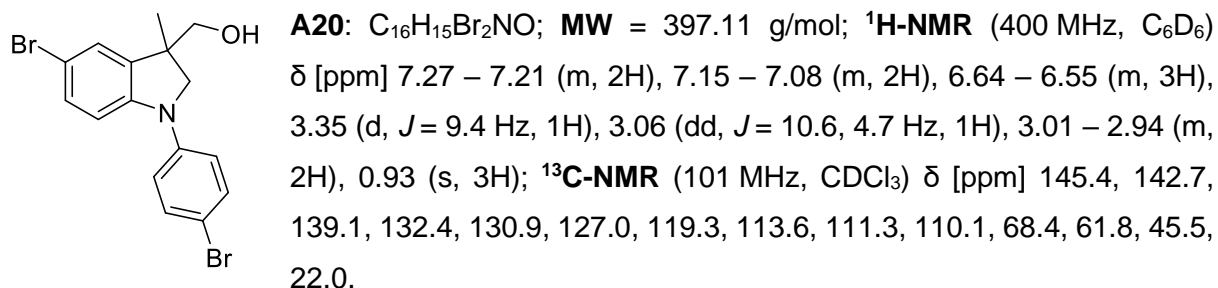 OH
Br
N
Br
A20: C₁₆H₁₅Br₂NO; MW = 397.11 g/mol; ¹H-NMR (400 MHz, C₆D₆)
δ [ppm] 7.27 – 7.21 (m, 2H), 7.15 – 7.08 (m, 2H), 6.64 – 6.55 (m, 3H),
3.35 (d, J = 9.4 Hz, 1H), 3.06 (dd, J = 10.6, 4.7 Hz, 1H), 3.01 – 2.94 (m,
2H), 0.93 (s, 3H); ¹³C-NMR (101 MHz, CDCl₃) δ [ppm] 145.4, 142.7,
139.1, 132.4, 130.9, 127.0, 119.3, 113.6, 111.3, 110.1, 68.4, 61.8, 45.5,
22.0.